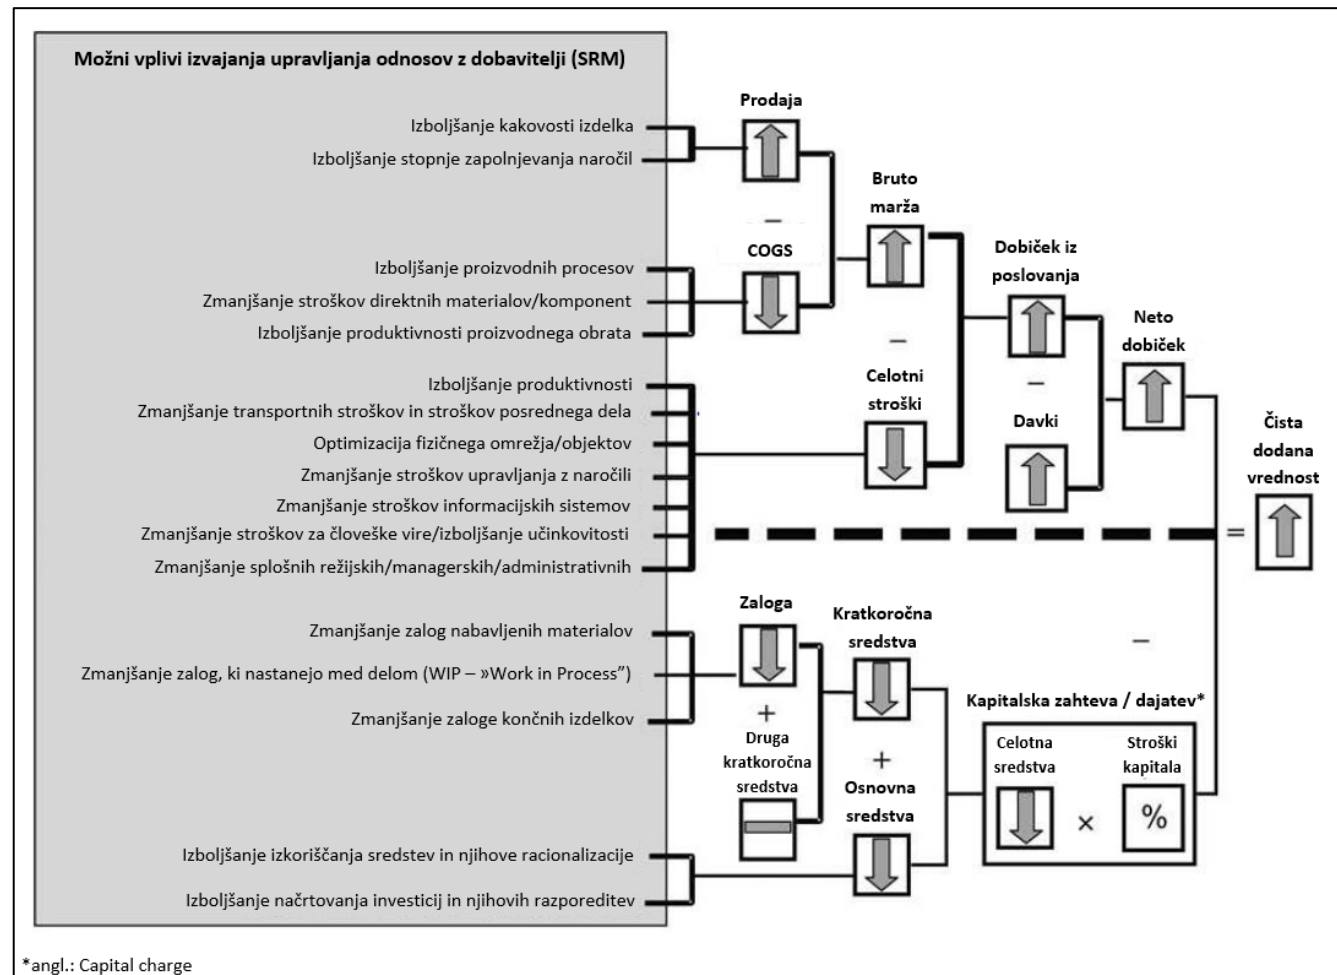 Možni vplivi izvajanja upravljanja odnosov z dobavitelji (SRM)
Izboljšanje kakovosti izdelka
Izboljšanje stopnje zapolnjevanja naročil
Izboljšanje proizvodnih procesov
Zmanjšanje stroškov direktnih materialov/komponent
Izboljšanje produktivnosti proizvodnega obrata
Izboljšanje produktivnosti
Zmanjšanje transportnih stroškov in stroškov posrednega dela
Optimizacija fizičnega omrežja/objektov
Zmanjšanje stroškov upravljanja z naročili
Zmanjšanje stroškov informacijskih sistemov
Zmanjšanje stroškov za človeške vire/izboljšanje učinkovitosti
Zmanjšanje splošnih režijskih/managerskih/administrativnih
Zmanjšanje zalog nabavljenih materialov
Zmanjšanje zalog, ki nastanejo med delom (WIP – »Work in Process”)
Zmanjšanje zaloge končnih izdelkov
Izboljšanje izkoriščanja sredstev in njihove racionalizacije
Izboljšanje načrtovanja investicij in njihovih razporeditev
Prodaja
–
COGS
Bruto
marža
–
Celotni
stroški
Dobiček iz
poslovanja
–
Davki
Neto
dobiček
Čista
dodana
vrednost
=
–
Zaloga
+
Druga
kratkoročna
sredstva
Kratkoročna
sredstva
+
Osnovna
sredstva
Kapitalska zahteva / dajatev*
Celotna
sredstva
×
Stroški
kapitala
%
*angl.: Capital charge